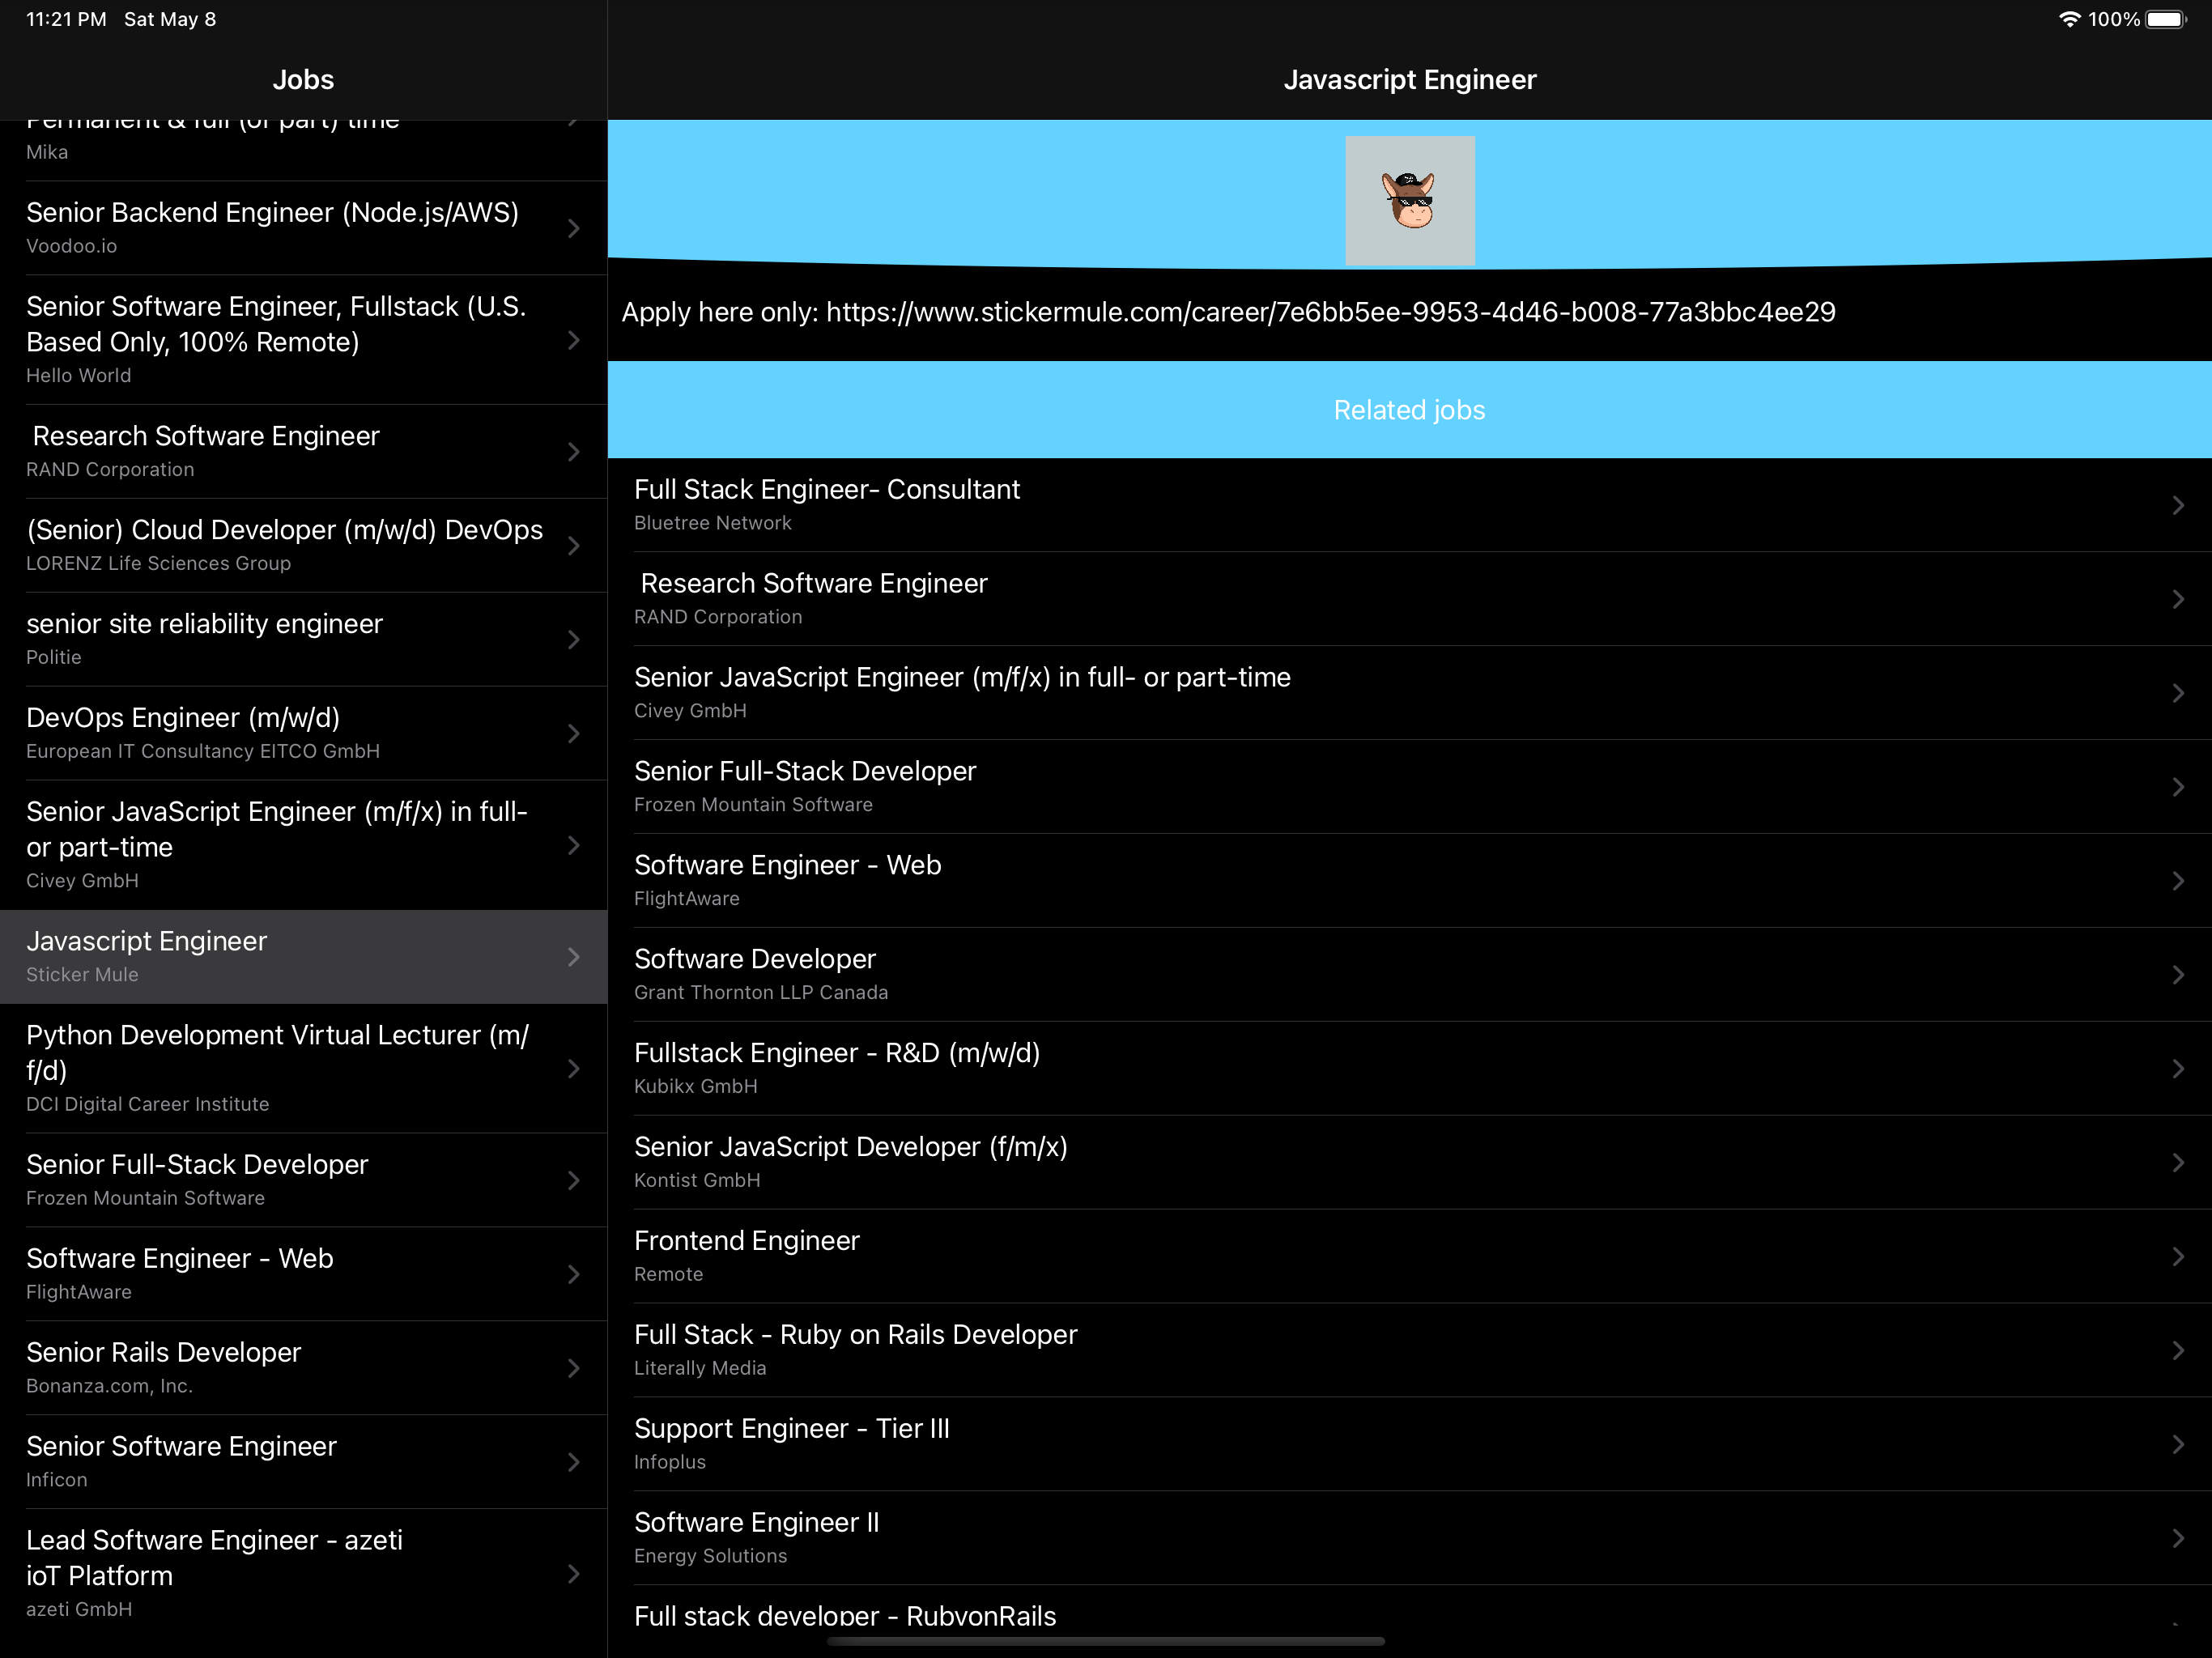 11:21 PM Sat May 8
100%
Jobs
Permanent & full (or part) time
Mika
Senior Backend Engineer (Node.js/AWS)
Voodoo.io
Senior Software Engineer, Fullstack (U.S.
Based Only, 100% Remote)
Hello World
Research Software Engineer
RAND Corporation
(Senior) Cloud Developer (m/w/d) DevOps
LORENZ Life Sciences Group
senior site reliability engineer
Politie
DevOps Engineer (m/w/d)
European IT Consultancy EITCO GmbH
Senior JavaScript Engineer (m/f/x) in full-
or part-time
Civey GmbH
Javascript Engineer
Sticker Mule
Python Development Virtual Lecturer (m/
f/d)
DCI Digital Career Institute
Senior Full-Stack Developer
Frozen Mountain Software
Software Engineer - Web
FlightAware
Senior Rails Developer
Bonanza.com, Inc.
Senior Software Engineer
Inficon
Lead Software Engineer - azeti
ioT Platform
azeti GmbH
Javascript Engineer
Apply here only: https://www.stickermule.com/career/7e6bb5ee-9953-4d46-b008-77a3bbc4ee29
Related jobs
Full Stack Engineer- Consultant
Bluetree Network
Research Software Engineer
RAND Corporation
Senior JavaScript Engineer (m/f/x) in full- or part-time
Civey GmbH
Senior Full-Stack Developer
Frozen Mountain Software
Software Engineer - Web
FlightAware
Software Developer
Grant Thornton LLP Canada
Fullstack Engineer - R&D (m/w/d)
Kubikx GmbH
Senior JavaScript Developer (f/m/x)
Kontist GmbH
Frontend Engineer
Remote
Full Stack - Ruby on Rails Developer
Literally Media
Support Engineer - Tier III
Infoplus
Software Engineer II
Energy Solutions
Full stack developer - RubyonRails